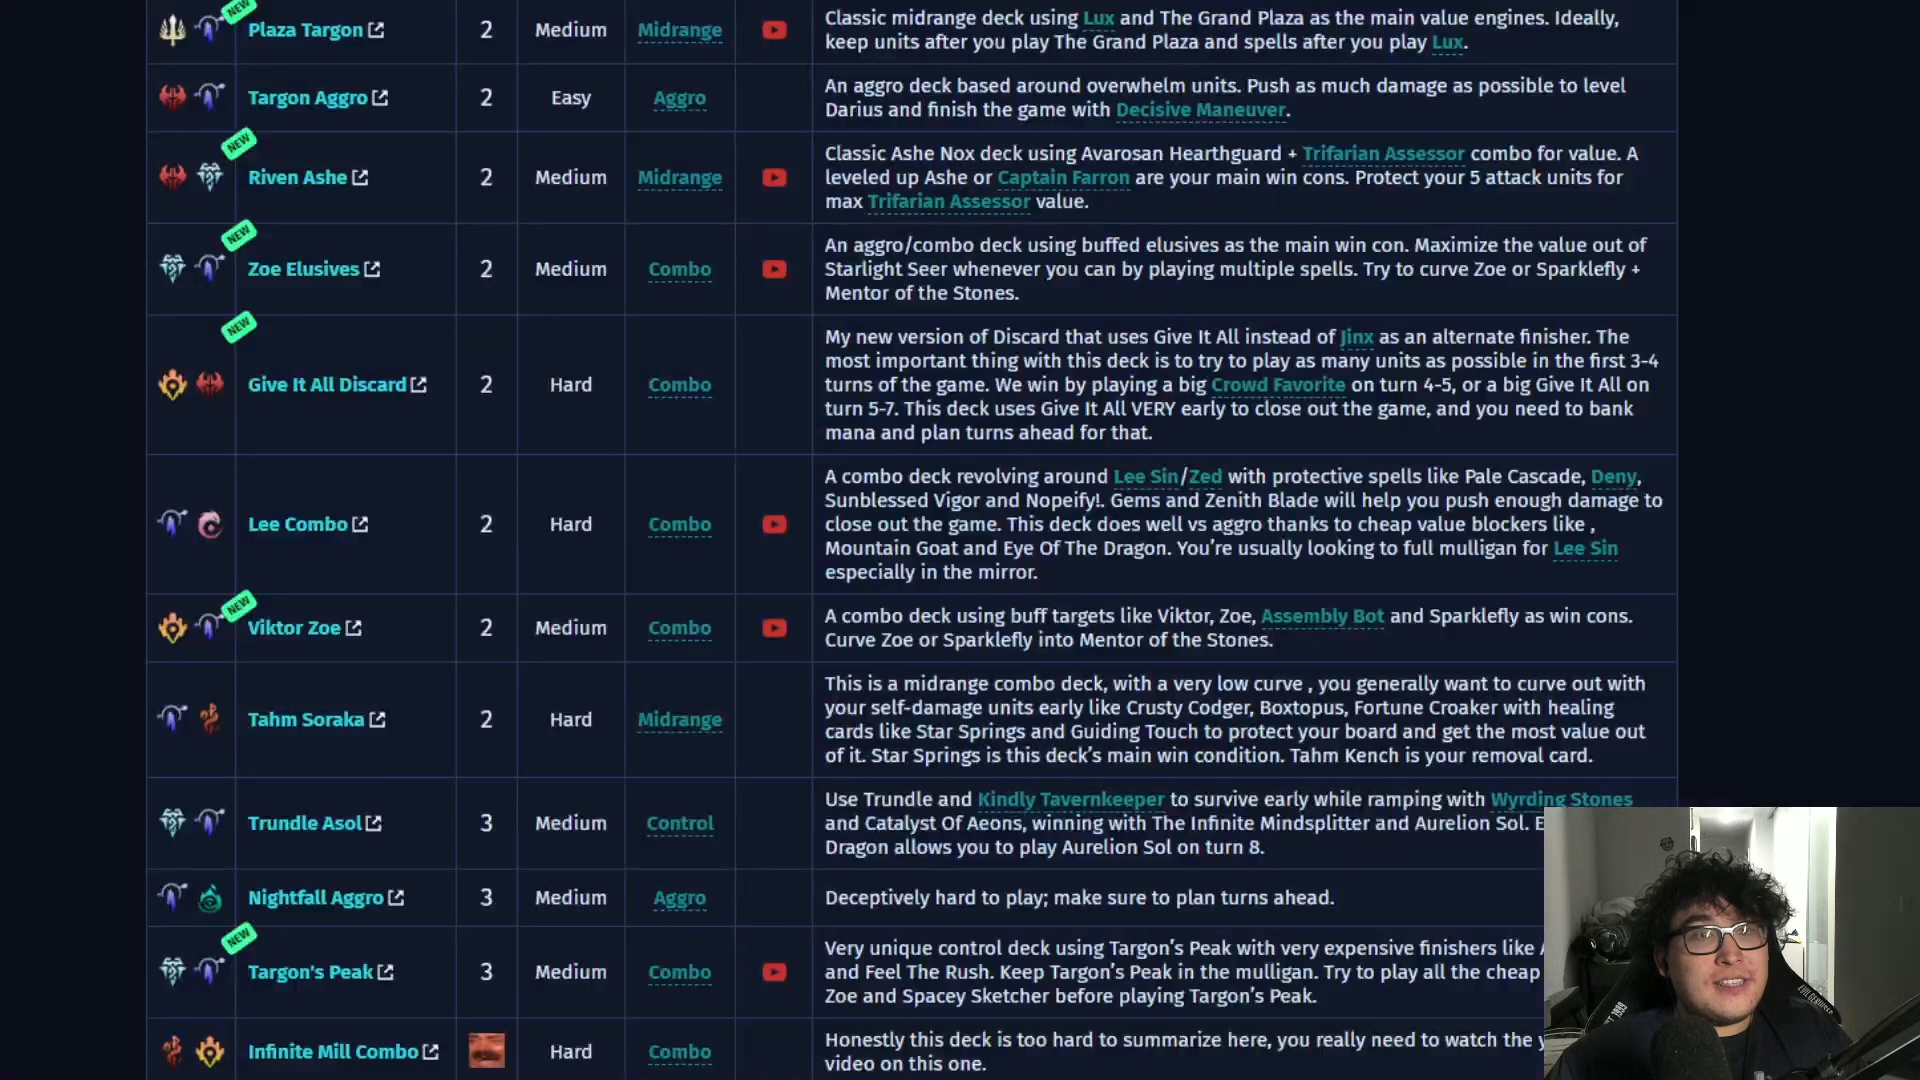 NEW
Plaza Targon
2
Medium
Midrange
Classic midrange deck using Lux and The Grand Plaza as the main value engines. Ideally,
keep units after you play The Grand Plaza and spells after you play Lux.
Targon Aggro
2
Easy
Aggro
An aggro deck based around overwhelm units. Push as much damage as possible to level
Darius and finish the game with Decisive Maneuver.
NEW
Riven Ashe
2
Medium
Midrange
Classic Ashe Nox deck using Avarosan Hearthguard + Trifarian Assessor combo for value. A
leveled up Ashe or Captain Farron are your main win cons. Protect your 5 attack units for
max Trifarian Assessor value.
NEW
Zoe Elusives
2
Medium
Combo
An aggro/combo deck using buffed elusives as the main win con. Maximize the value out of
Starlight Seer whenever you can by playing multiple spells. Try to curve Zoe or Sparklefly +
Mentor of the Stones.
NEW
Give It All Discard
2
Hard
Combo
My new version of Discard that uses Give It All instead of Jinx as an alternate finisher. The
most important thing with this deck is to try to play as many units as possible in the first 3-4
turns of the game. We win by playing a big Crowd Favorite on turn 4-5, or a big Give It All on
turn 5-7. This deck uses Give It All VERY early to close out the game, and you need to bank
mana and plan turns ahead for that.
Lee Combo
2
Hard
Combo
A combo deck revolving around Lee Sin/Zed with protective spells like Pale Cascade, Deny,
Sunblessed Vigor and Nopeify!. Gems and Zenith Blade will help you push enough damage to
close out the game. This deck does well vs aggro thanks to cheap value blockers like ,
Mountain Goat and Eye Of The Dragon. You're usually looking to full mulligan for Lee Sin
especially in the mirror.
NEW
Viktor Zoe
2
Medium
Combo
A combo deck using buff targets like Viktor, Zoe, Assembly Bot and Sparklefly as win cons.
Curve Zoe or Sparklefly into Mentor of the Stones.
Tahm Soraka
2
Hard
Midrange
This is a midrange combo deck, with a very low curve , you generally want to curve out with
your self-damage units early like Crusty Codger, Boxtopus, Fortune Croaker with healing
cards like Star Springs and Guiding Touch to protect your board and get the most value out
of it. Star Springs is this deck's main win condition. Tahm Kench is your removal card.
Trundle Asol
3
Medium
Control
Use Trundle and Kindly Tavernkeeper to survive early while ramping with Wyrding Stones
and Catalyst Of Aeons, winning with The Infinite Mindsplitter and Aurelion Sol. E
Dragon allows you to play Aurelion Sol on turn 8.
Nightfall Aggro
3
Medium
Aggro
Deceptively hard to play; make sure to plan turns ahead.
NEW
Targon's Peak
3
Medium
Combo
Very unique control deck using Targon's Peak with very expensive finishers like
and Feel The Rush. Keep Targon's Peak in the mulligan. Try to play all the cheap
Zoe and Spacey Sketcher before playing Targon's Peak.
Infinite Mill Combo
Hard
Combo
Honestly this deck is too hard to summarize here, you really need to watch the
video on this one.